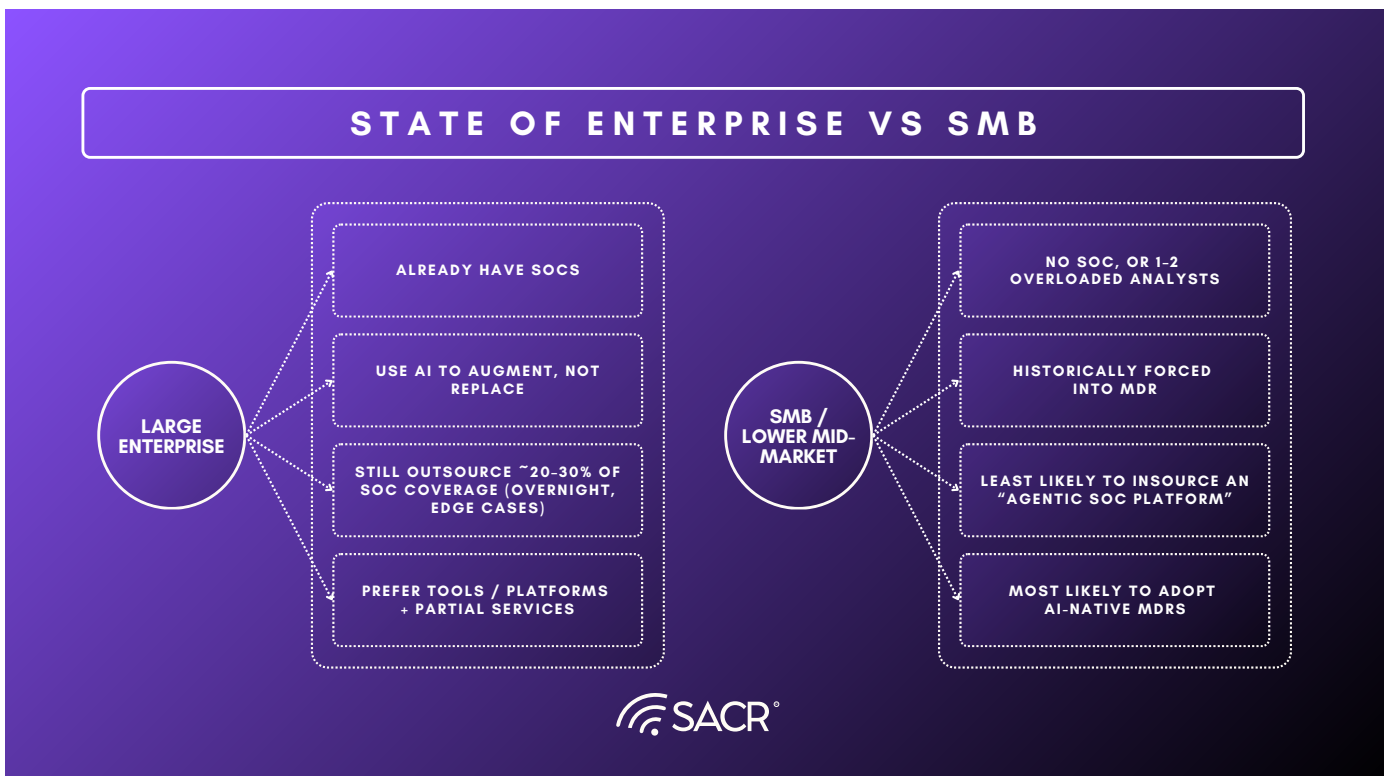 STATE OF ENTERPRISE VS SMB
LARGE
ENTERPRISE
ALREADY HAVE SOCS
USE AI TO AUGMENT, NOT
REPLACE
STILL OUTSOURCE ~20-30% OF
SOC COVERAGE (OVERNIGHT,
EDGE CASES)
PREFER TOOLS / PLATFORMS
+ PARTIAL SERVICES
SMB /
LOWER MID-
MARKET
NO SOC, OR 1-2
OVERLOADED ANALYSTS
HISTORICALLY FORCED
INTO MDR
LEAST LIKELY TO INSOURCE AN
“AGENTIC SOC PLATFORM”
MOST LIKELY TO ADOPT
AI-NATIVE MDRS
SACR